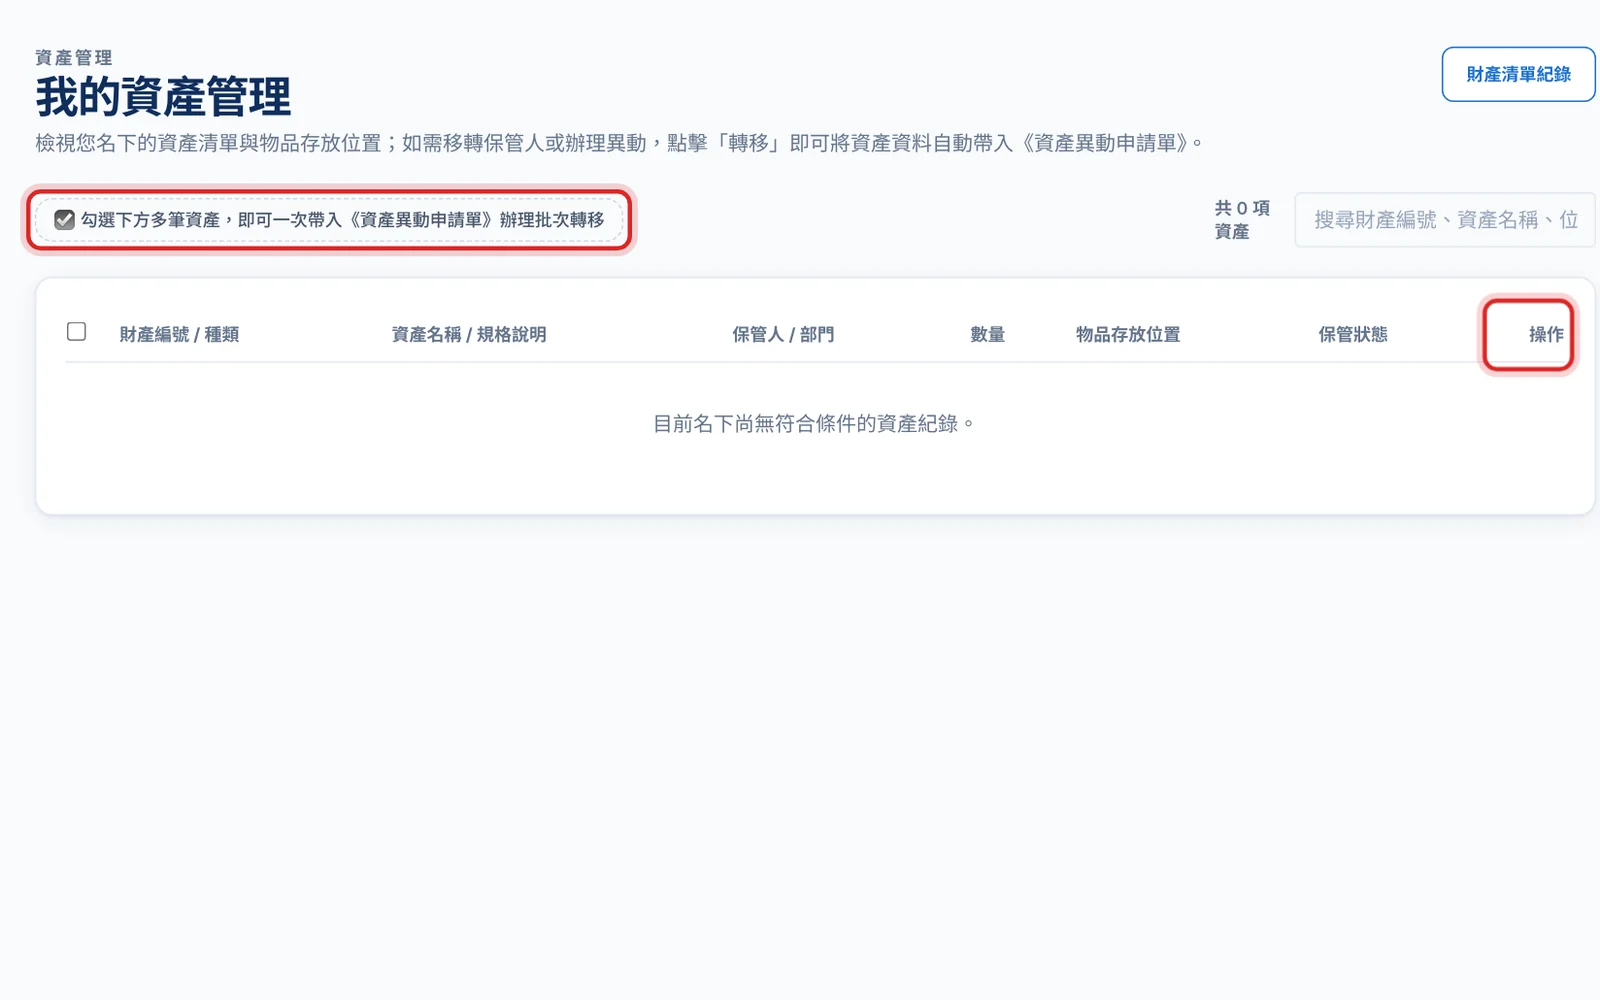 資產管理
我的資產管理
財產清單紀錄
檢視您名下的資產清單與物品存放位置；如需移轉保管人或辦理異動，點擊「轉移」即可將資產資料自動帶入《資產異動申請單》。
勾選下方多筆資產，即可一次帶入《資產異動申請單》辦理批次轉移
共 0 項
資產
搜尋財產編號、資產名稱、位
財產編號 / 種類 資產名稱 / 規格說明 保管人 / 部門 數量 物品存放位置 保管狀態 操作
目前名下尚無符合條件的資產紀錄。